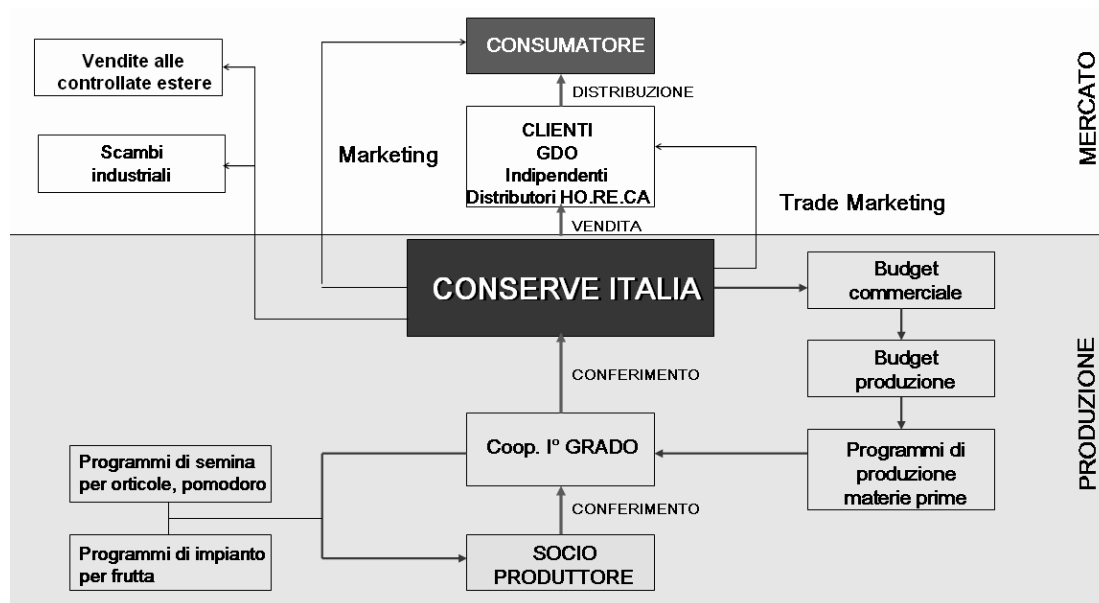 CONSUMATORE
Vendite alle
controllate estere
DISTRIBUZIONE
MERCATO
CLIENTI
GDO
Indipendenti
Distributori HO.RE.CA
Marketing
Scambi
industriali
Trade Marketing
VENDITA
CONSERVE ITALIA
Budget
commerciale
CONFERIMENTO
Budget
produzione
PRODUZIONE
Coop. I° GRADO
Programmi di
produzione
materie prime
Programmi di semina
per orticole, pomodoro
CONFERIMENTO
Programmi di impianto
per frutta
SOCIO
PRODUTTORE